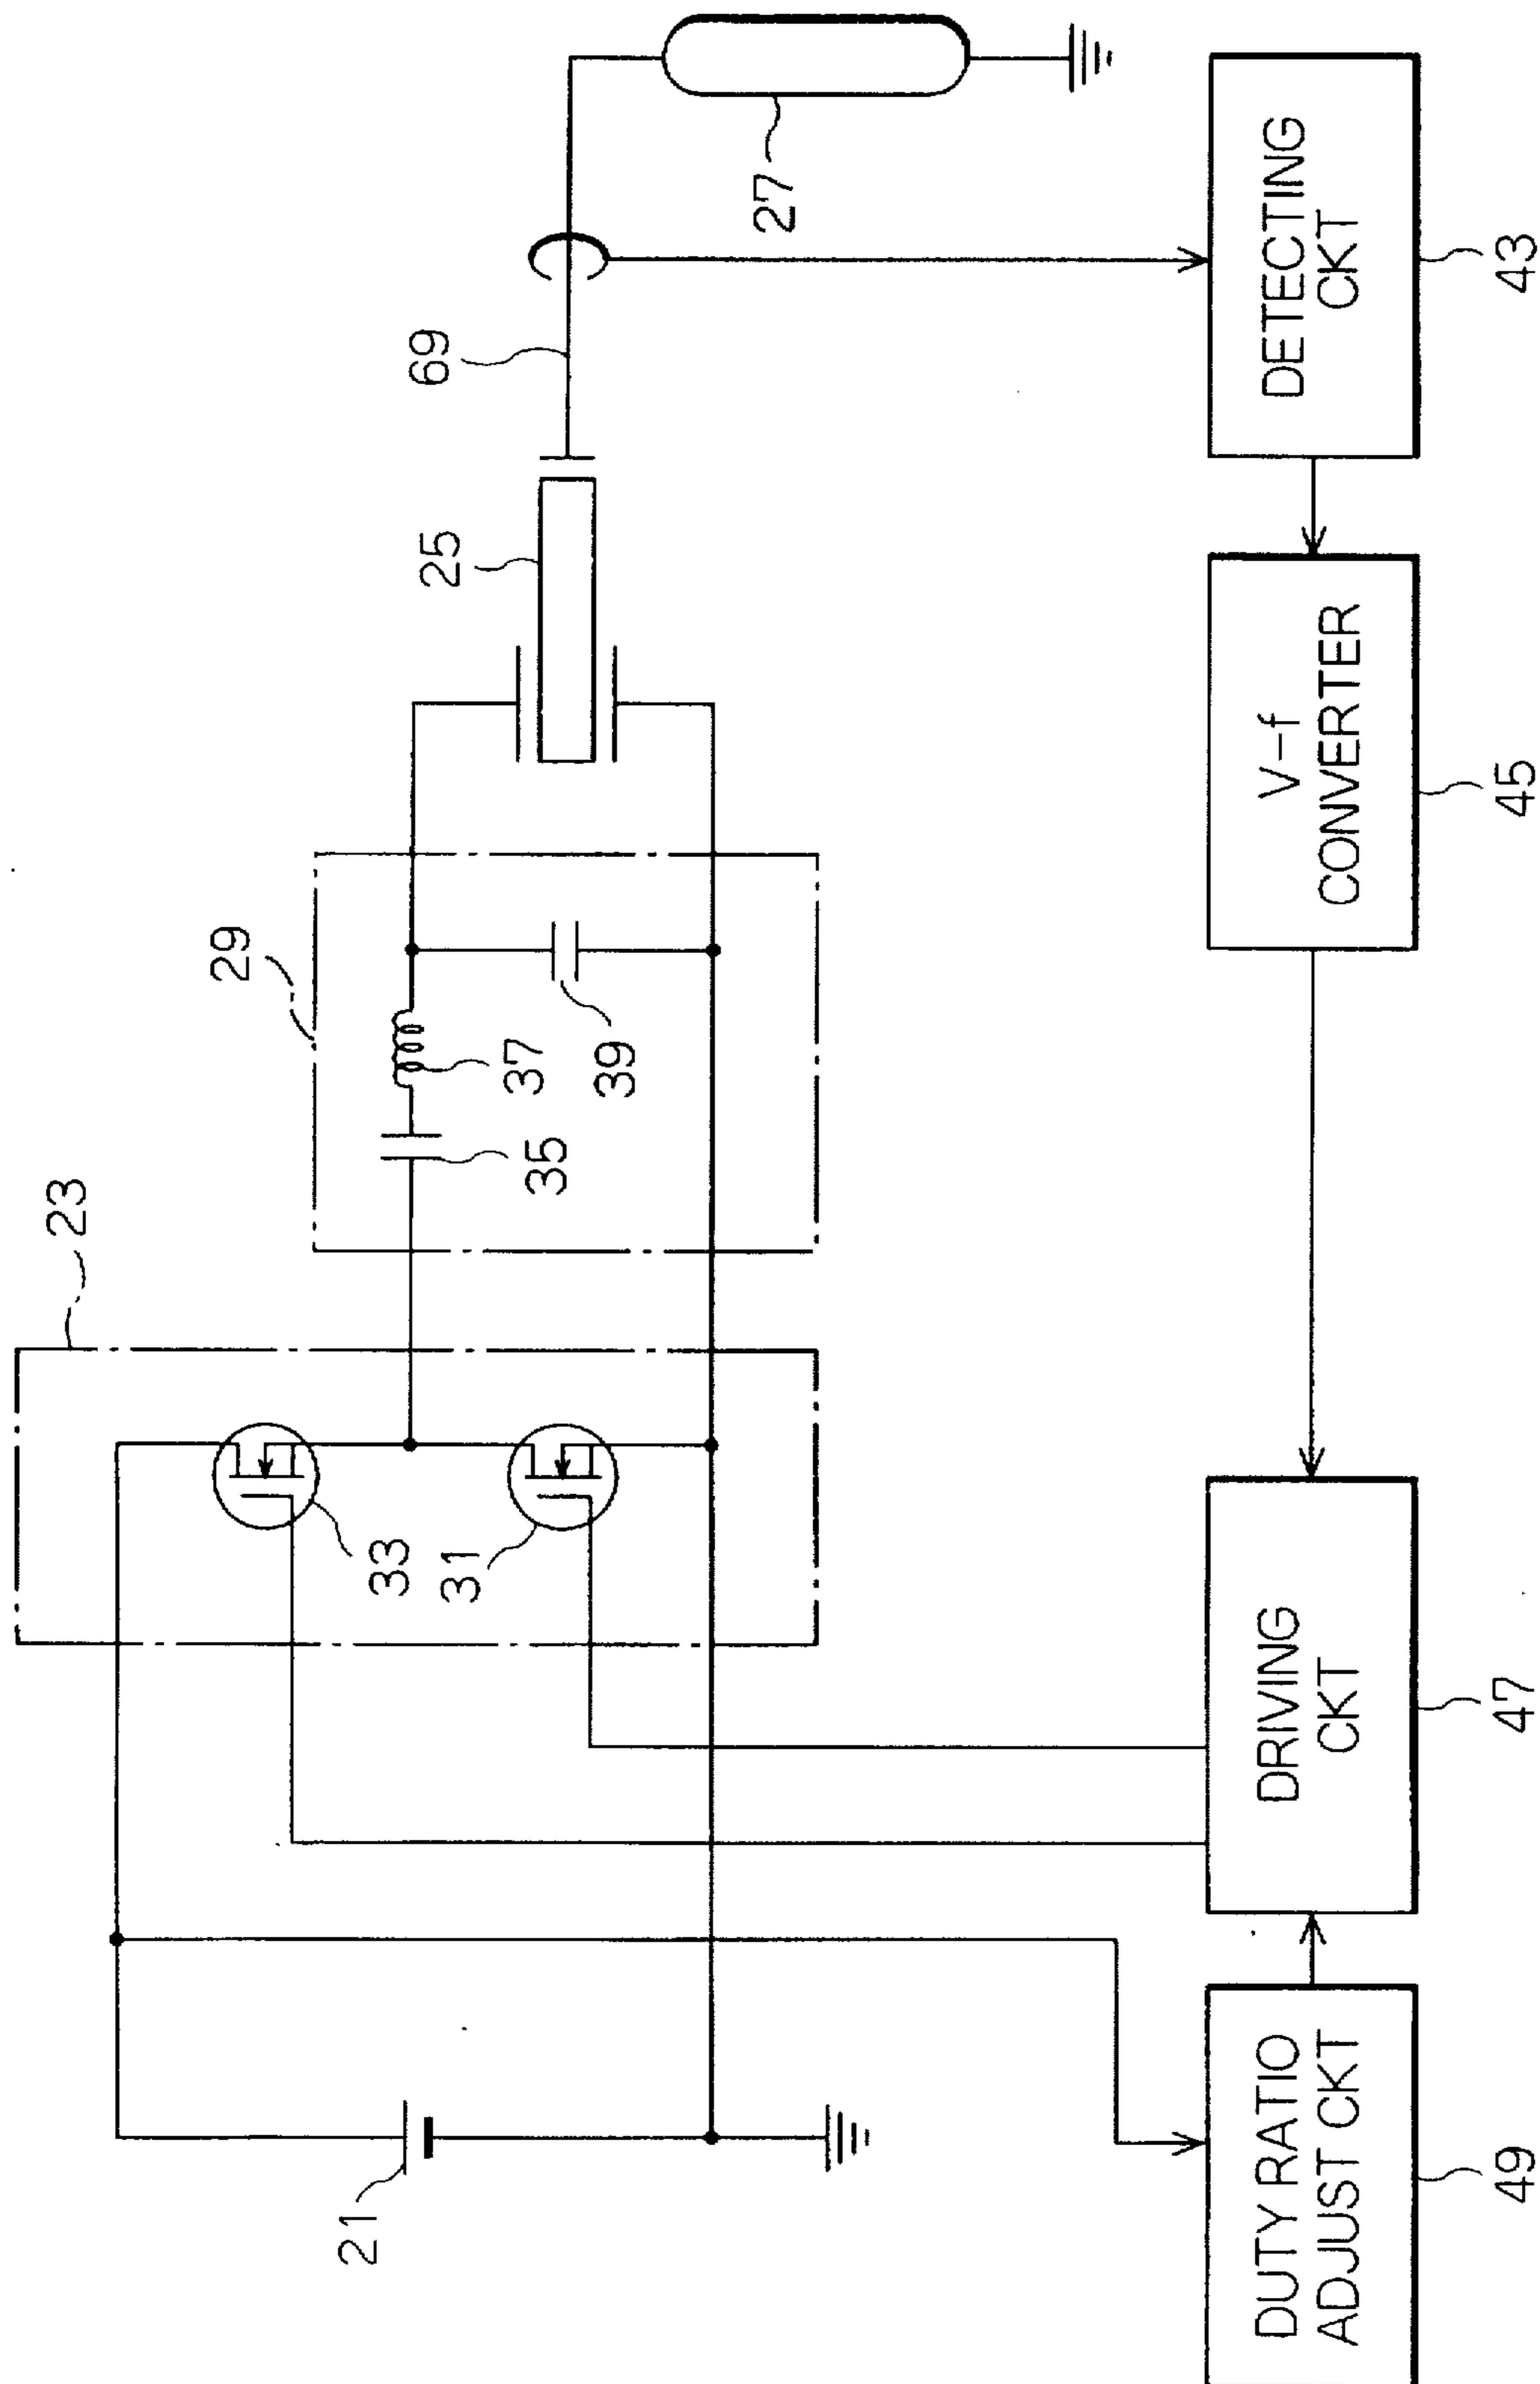 23
29
33
31
35
37
39
25
69
27
21
DUTY RATIO
ADJUST CKT
49
DRIVING
CKT
47
V-f
CONVERTER
45
DETECTING
CKT
43